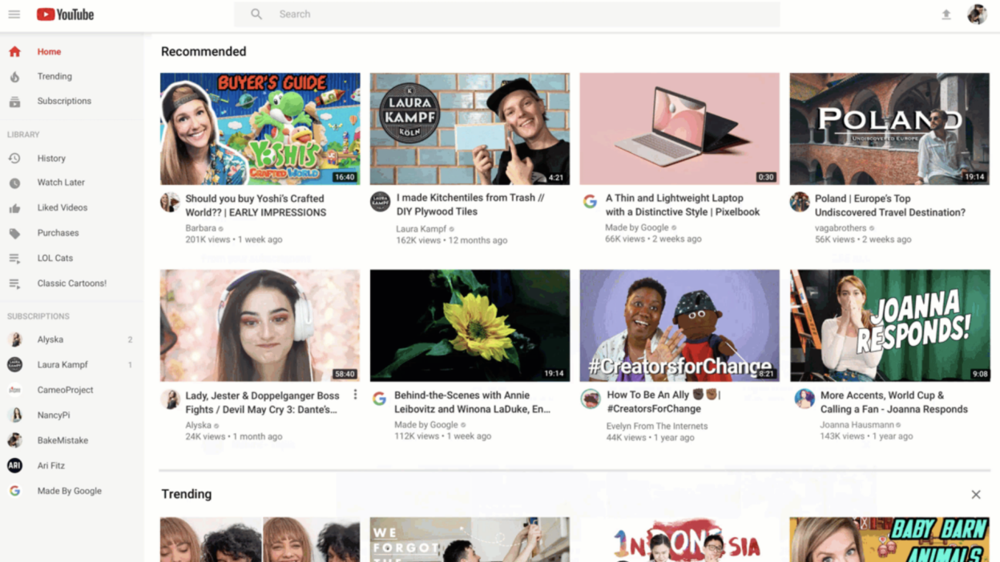 YouTube
Search
Home
Trending
Subscriptions
LIBRARY
History
Watch Later
Liked Videos
Purchases
LOL Cats
Classic Cartoons!
SUBSCRIPTIONS
Alyska 2
Laura Kampf 1
CameoProject
NancyPi
BakeMistake
ARI Ari Fitz
Made By Google
Recommended
BUYER'S GUIDE
YOSHI'S
CRAFTED WORLD
16:40
Should you buy Yoshi's Crafted
World?? | EARLY IMPRESSIONS
Barbara
201K views • 1 week ago
K
LAURA
KAMPF
KÖLN
4:21
LAURA
KAMPF
I made Kitchentiles from Trash //
DIY Plywood Tiles
Laura Kampf
162K views • 12 months ago
0:30
A Thin and Lightweight Laptop
with a Distinctive Style | Pixelbook
Made by Google
66K views • 2 weeks ago
POLAND
UNDISCOVERED EUROPE
19:14
Poland | Europe's Top
Undiscovered Travel Destination?
vagabrothers
56K views • 2 weeks ago
58:40
Lady, Jester & Doppelganger Boss
Fights / Devil May Cry 3: Dante's...
Alyska
24K views • 1 month ago
19:14
Behind-the-Scenes with Annie
Leibovitz and Winona LaDuke, En...
Made by Google
112K views • 1 week ago
#CreatorsforChange
8:21
How To Be An Ally ✊🏿✊🏾 |
#CreatorsForChange
Evelyn From The Internets
44K views • 1 year ago
JOANNA
RESPONDS!
9:08
More Accents, World Cup &
Calling a Fan - Joanna Responds
Joanna Hausmann
143K views • 1 year ago
Trending
WE
FORGOT
THE
1NDONESIA
BABY BARN
ANIMALS